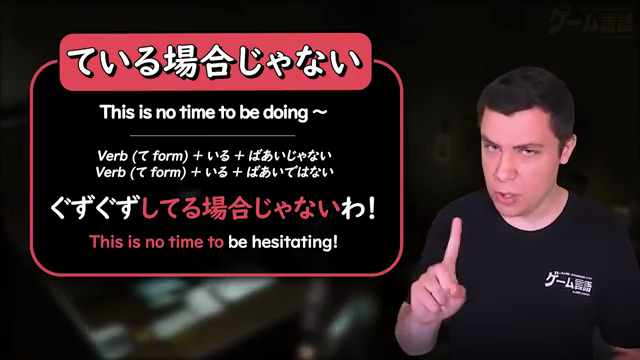 ている場合じゃない
This is no time to be doing ～
Verb (て form) + いる + ばあいじゃない
Verb (て form) + いる + ばあいではない
ぐずぐずしてる場合じゃないわ!
This is no time to be hesitating!
ゲーム言語
ゲーム言語